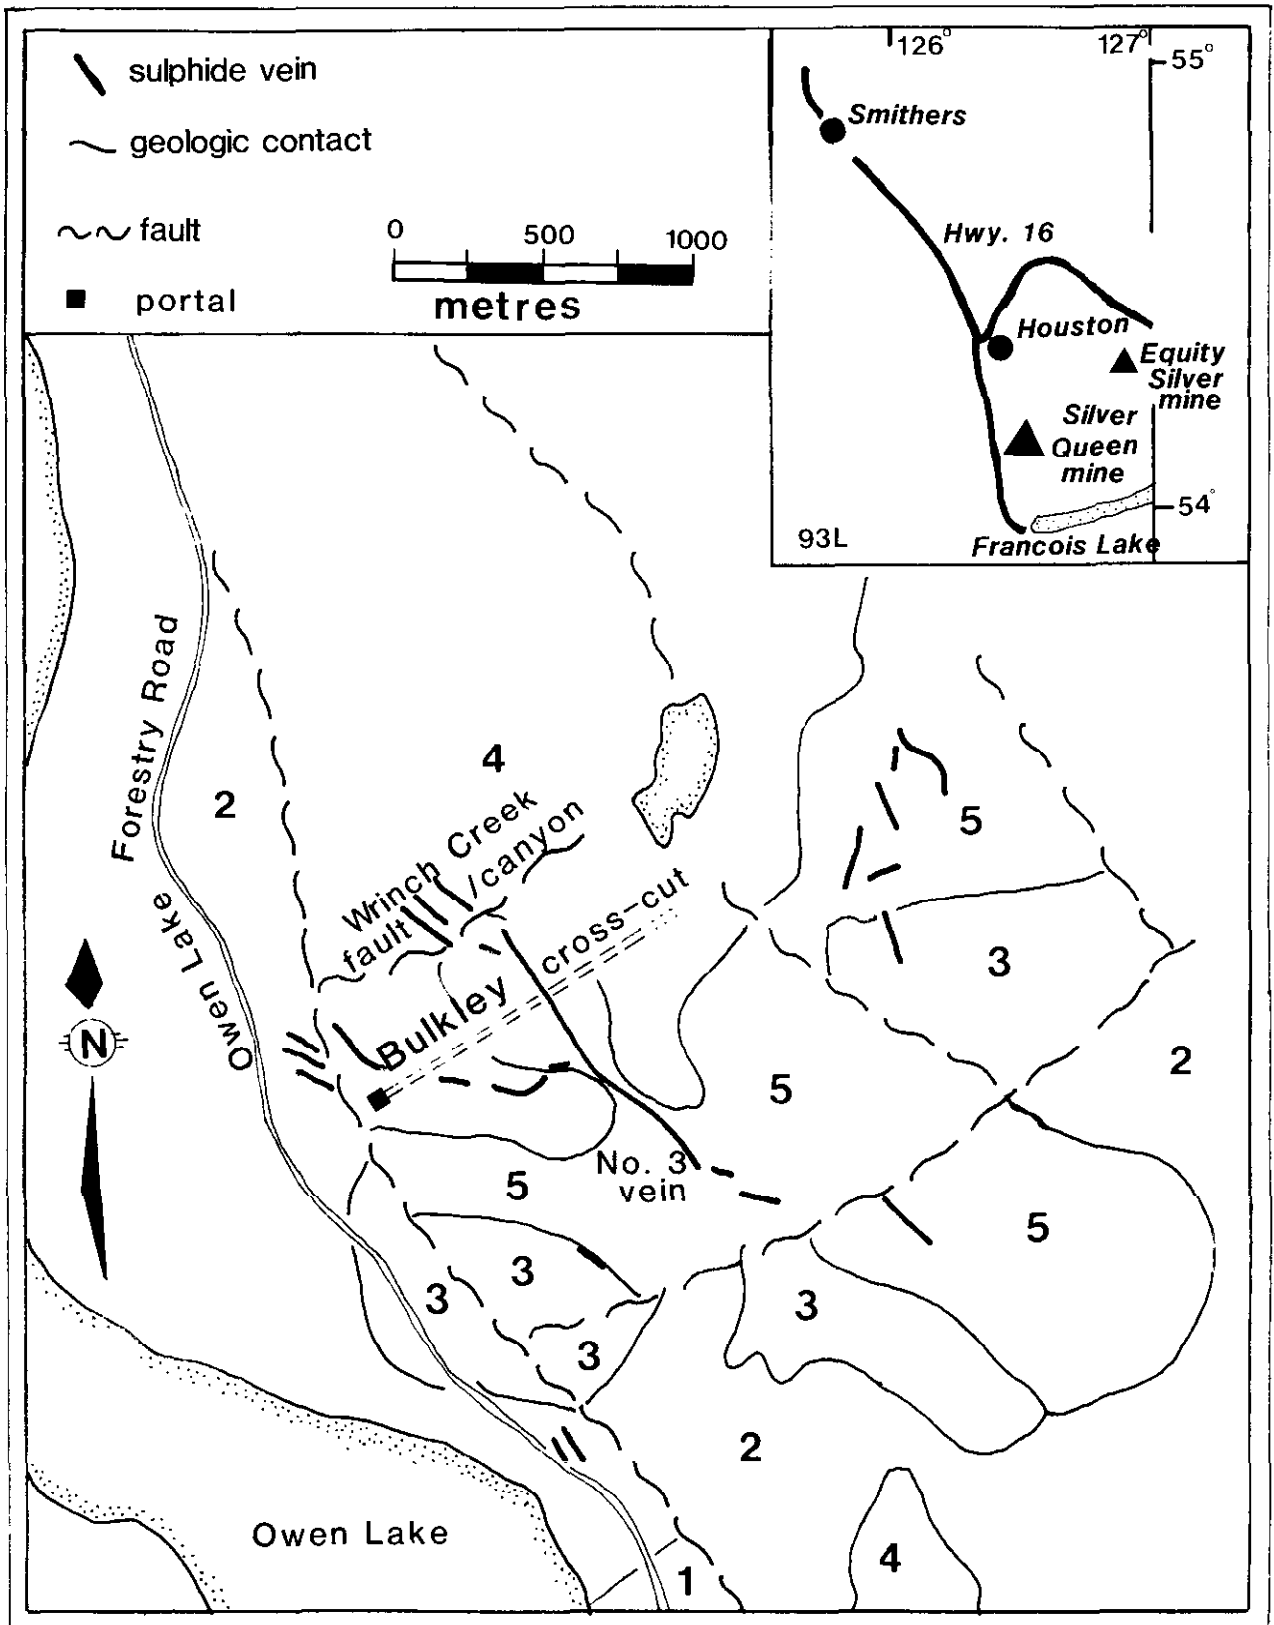 sulphide vein
geologic contact
fault
portal
0 500 1000
metres
126° 127°
55°
Smithers
Hwy. 16
Houston
Equity
Silver
mine
Silver
Queen
mine
54°
93L
Francois Lake
Forestry Road
Owen Lake
2
4
Wrinch Creek
fault / canyon
Bulkley cross-cut
5
3
2
5
No. 3
vein
5
5
3
3
3
3
2
Owen Lake
1
4
N